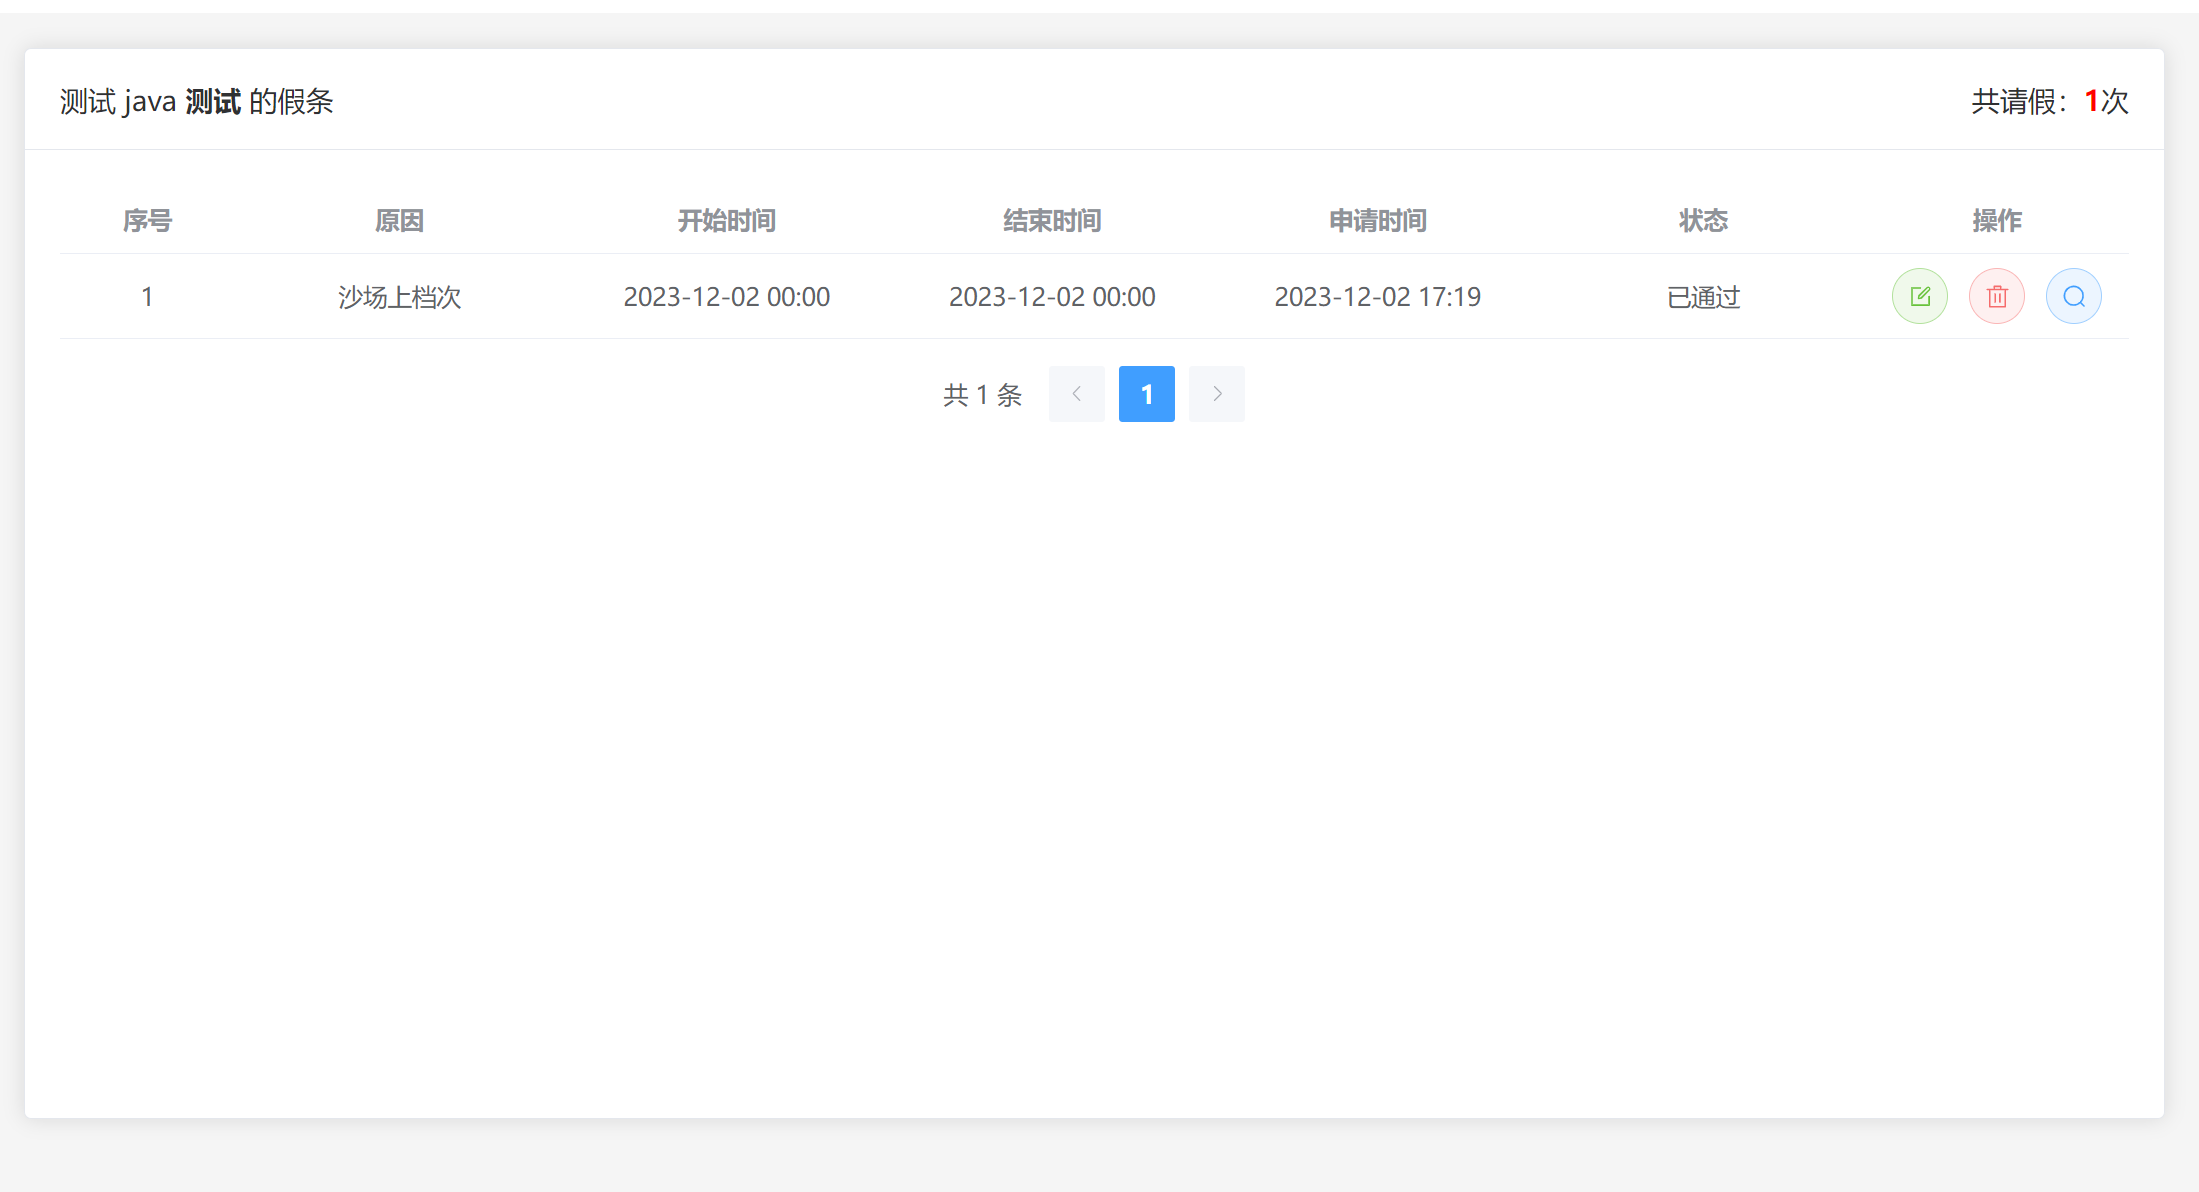 测试 java 测试 的假条 共请假：1次
序号 原因 开始时间 结束时间 申请时间 状态 操作
1 沙场上档次 2023-12-02 00:00 2023-12-02 00:00 2023-12-02 17:19 已通过
共 1 条 1